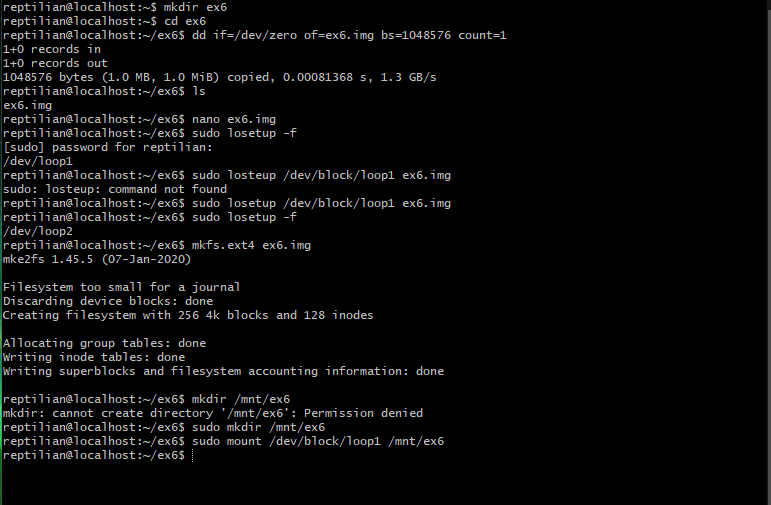 reptilian@localhost:~$ mkdir ex6
reptilian@localhost:~$ cd ex6
reptilian@localhost:~/ex6$ dd if=/dev/zero of=ex6.img bs=1048576 count=1
1+0 records in
1+0 records out
1048576 bytes (1.0 MB, 1.0 MiB) copied, 0.00081368 s, 1.3 GB/s
reptilian@localhost:~/ex6$ ls
ex6.img
reptilian@localhost:~/ex6$ nano ex6.img
reptilian@localhost:~/ex6$ sudo losetup -f
[sudo] password for reptilian:
/dev/loop1
reptilian@localhost:~/ex6$ sudo losteup /dev/block/loop1 ex6.img
sudo: losteup: command not found
reptilian@localhost:~/ex6$ sudo losetup /dev/block/loop1 ex6.img
reptilian@localhost:~/ex6$ sudo losetup -f
/dev/loop2
reptilian@localhost:~/ex6$ mkfs.ext4 ex6.img
mke2fs 1.45.5 (07-Jan-2020)

Filesystem too small for a journal
Discarding device blocks: done
Creating filesystem with 256 4k blocks and 128 inodes

Allocating group tables: done
Writing inode tables: done
Writing superblocks and filesystem accounting information: done

reptilian@localhost:~/ex6$ mkdir /mnt/ex6
mkdir: cannot create directory '/mnt/ex6': Permission denied
reptilian@localhost:~/ex6$ sudo mkdir /mnt/ex6
reptilian@localhost:~/ex6$ sudo mount /dev/block/loop1 /mnt/ex6
reptilian@localhost:~/ex6$